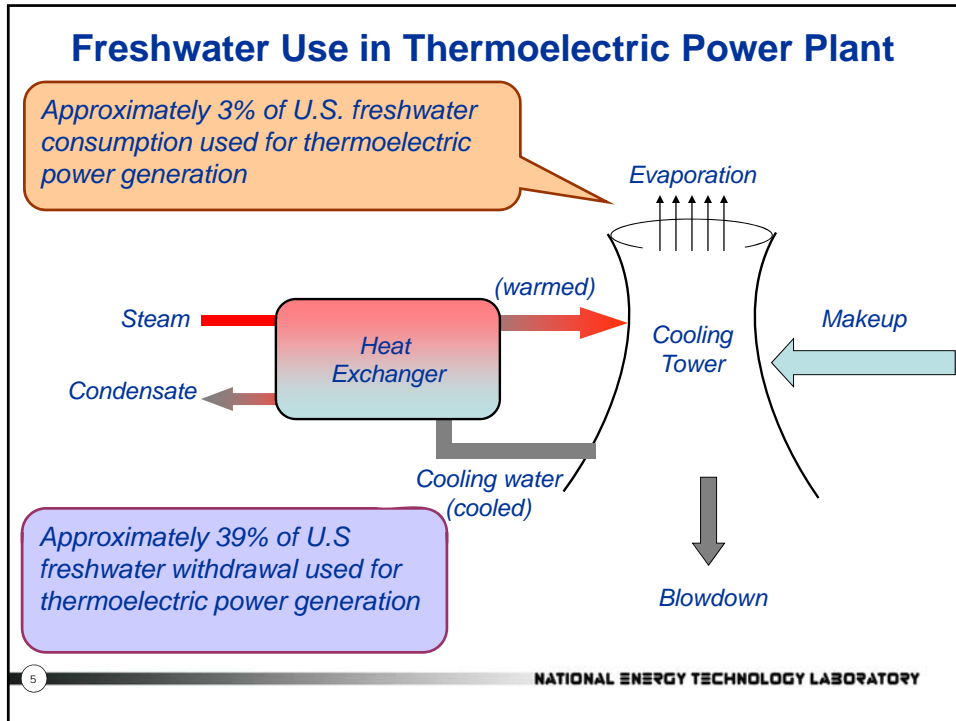 Freshwater Use in Thermoelectric Power Plant
Approximately 3% of U.S. freshwater
consumption used for thermoelectric
power generation
Evaporation
(warmed)
Steam
Heat
Exchanger
Cooling
Tower
Makeup
Condensate
Cooling water
(cooled)
Approximately 39% of U.S
freshwater withdrawal used for
thermoelectric power generation
Blowdown
5
NATIONAL ENERGY TECHNOLOGY LABORATORY